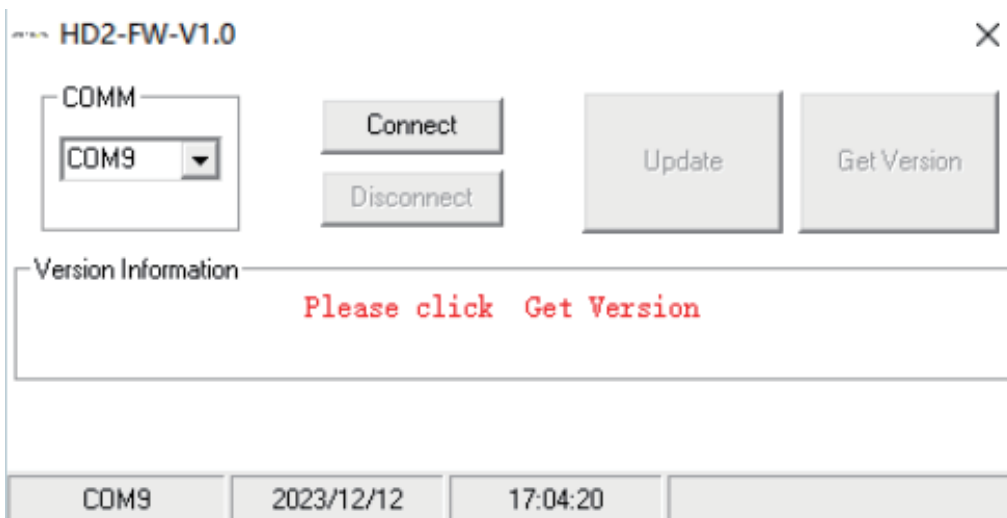 HD2-FW-V1.0
COMM
COM9
Connect
Disconnect
Update
Get Version
Version Information
Please click Get Version
COM9 2023/12/12 17:04:20